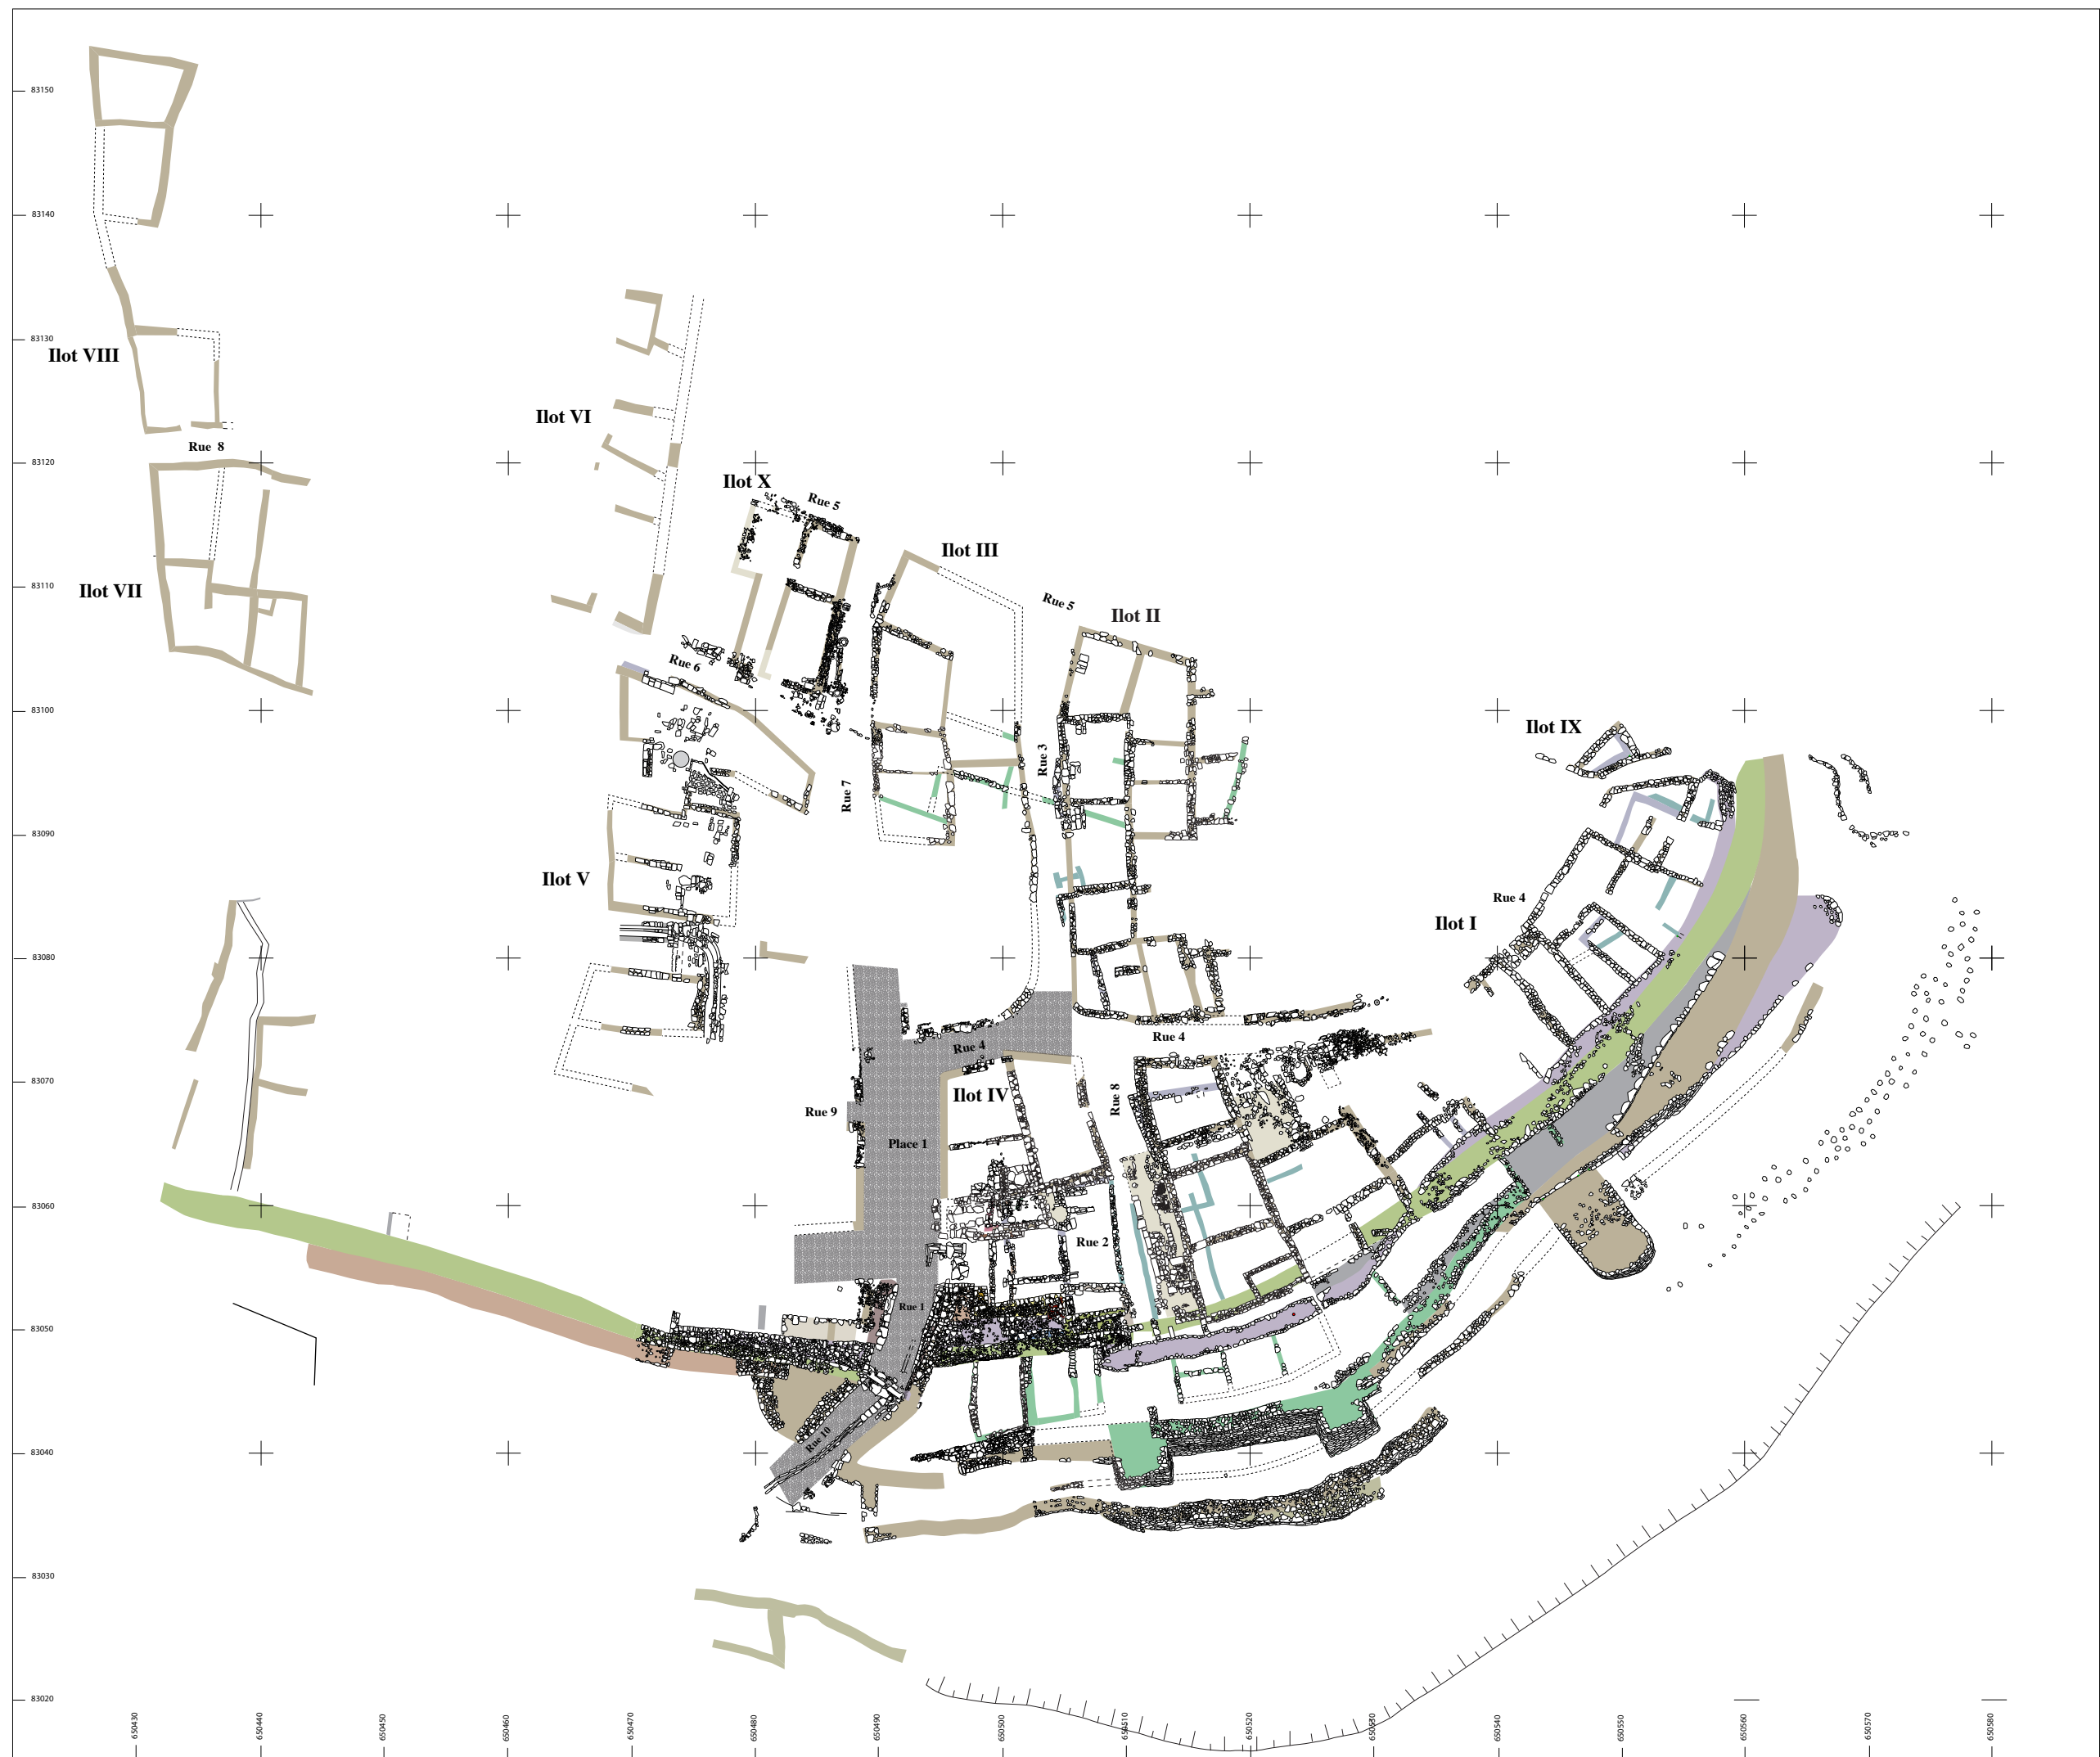 83150
83140
83130
Ilot VIII
Ilot VI
Rue 8
83120
Ilot X
Rue 5
Ilot III
Ilot VII
83110
Rue 5
Ilot II
Rue 6
83100
Ilot IX
Rue 3
Rue 7
83090
Ilot V
Rue 4
Ilot I
83080
Rue 4
Rue 4
83070
Ilot IV
Rue 8
Rue 9
Place 1
83060
Rue 2
Rue 1
83050
Rue 10
83040
83030
83020
650430
650440
650450
650460
650470
650480
650490
650500
650510
650520
650530
650540
650550
650560
650570
650580